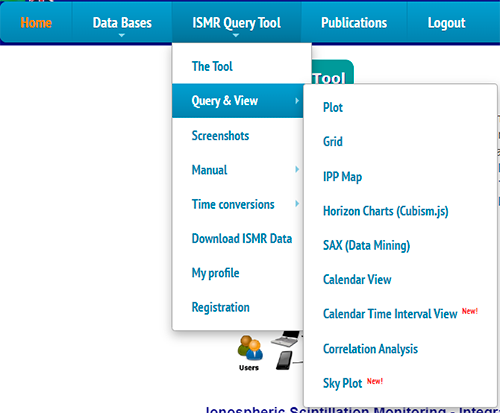 Home Data Bases ISMR Query Tool Publications Logout
The Tool
Query & View
Screenshots
Manual
Time conversions
Download ISMR Data
My profile
Registration
Tool
Plot
Grid
IPP Map
Horizon Charts (Cubism.js)
SAX (Data Mining)
Calendar View
Calendar Time Interval View New!
Correlation Analysis
Sky Plot New!
Users
Ionospheric Scintillation Monitoring - Integr